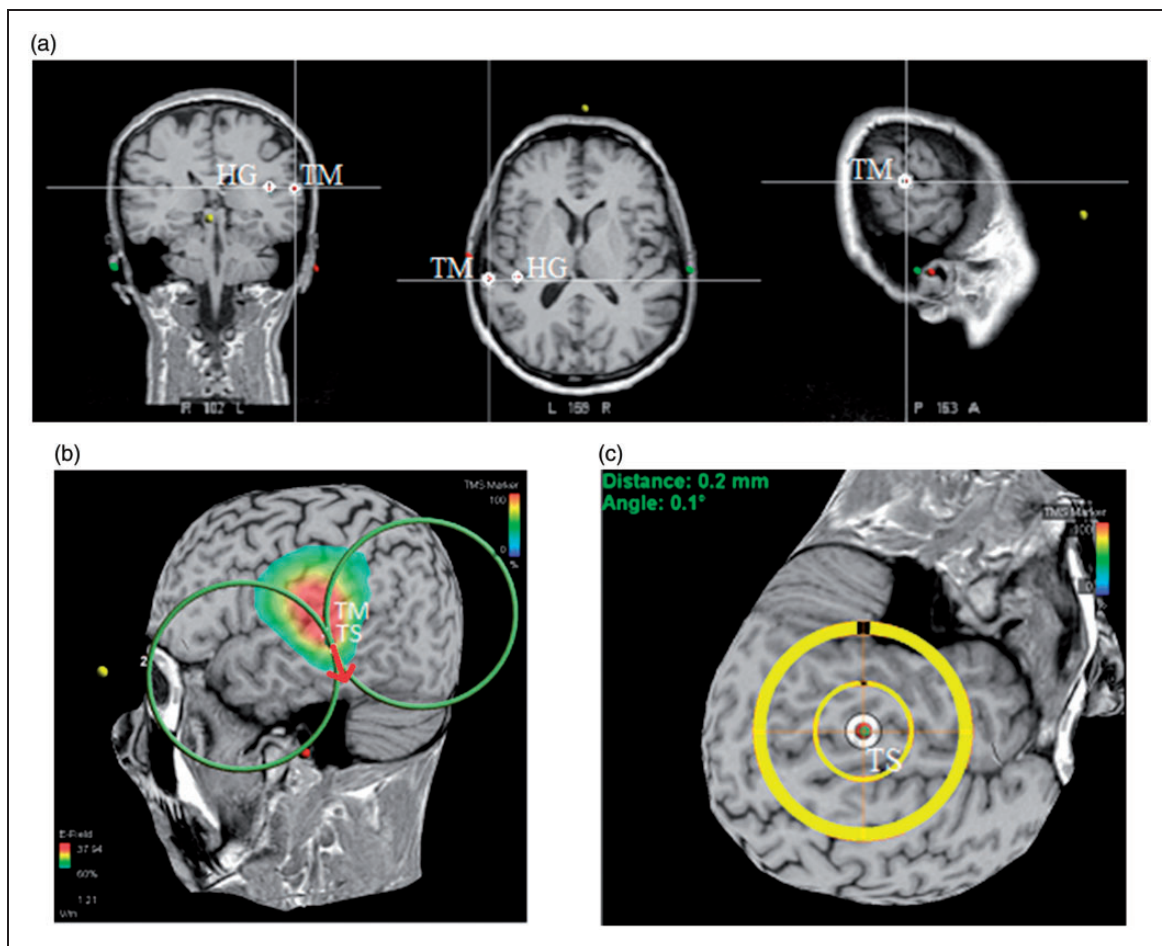 (a)
HG TM
TM HG
TM
R 102 L
L 168 R
P 163 A
(b)
TMS Marker
100
0
%
TM
TS
2
E-Field
37.94
60%
1.21
V/m
(c)
Distance: 0.2 mm
Angle: 0.1°
TMS Marker
100
0
TS